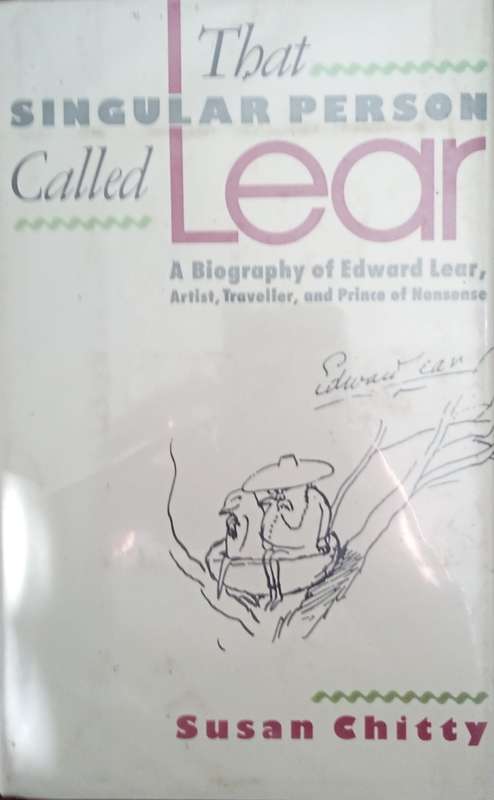 That
SINGULAR PERSON
Called Lear
A Biography of Edward Lear,
Artist, Traveller, and Prince of Nonsense
Edward Lear
Susan Chitty